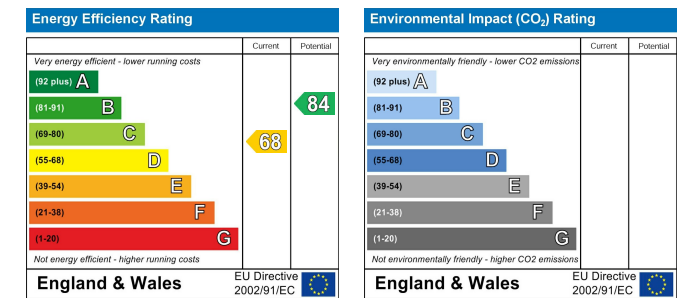 Energy Efficiency Rating
Current Potential
Very energy efficient - lower running costs
(92 plus) A
(81-91) B
84
(69-80) C
68
(55-68) D
(39-54) E
(21-38) F
(1-20) G
Not energy efficient - higher running costs
England & Wales
EU Directive
2002/91/EC
Environmental Impact (CO₂) Rating
Current Potential
Very environmentally friendly - lower CO2 emissions
(92 plus) A
(81-91) B
(69-80) C
(55-68) D
(39-54) E
(21-38) F
(1-20) G
Not environmentally friendly - higher CO2 emissions
England & Wales
EU Directive
2002/91/EC